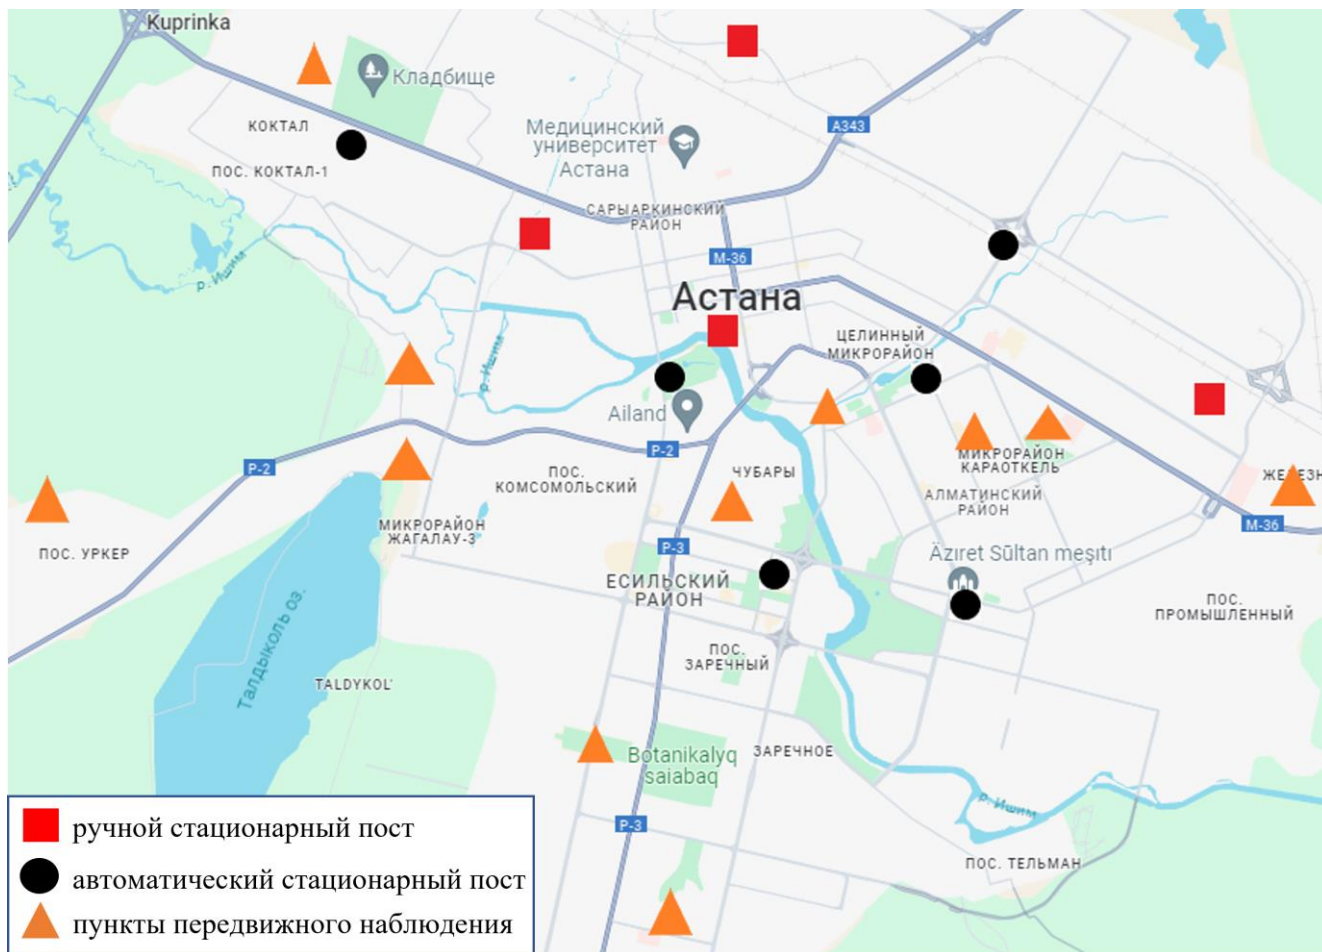 Kuprinka
Кладбище
КОКТАЛ
ПОС. КОКТАЛ-1
Медицинский
университет
Астана
A343
САРЫАРКИНСКИЙ
РАЙОН
M-36
р. Ишим
Астана
ЦЕЛИННЫЙ
МИКРОРАЙОН
р. Ишим
Ailand
P-2
P-2
ЧУБАРЫ
МИКРОРАЙОН
КАРАОТКЕЛЬ
ЖЕЛЕЗН
ПОС.
КОМСОМОЛЬСКИЙ
АЛМАТИНСКИЙ
РАЙОН
M-36
МИКРОРАЙОН
ЖАГАЛАУ-3
ПОС. УРКЕР
P-3
Äziret Sūltan meşıtı
ЕСИЛЬСКИЙ
РАЙОН
ПОС.
ПРОМЫШЛЕННЫЙ
Талдыколь оз.
ПОС.
ЗАРЕЧНЫЙ
TALDYKOL'
Botanikalyq
saiabaq
ЗАРЕЧНОЕ
р. Ишим
P-3
ПОС. ТЕЛЬМАН
ручной стационарный пост
автоматический стационарный пост
пункты передвижного наблюдения